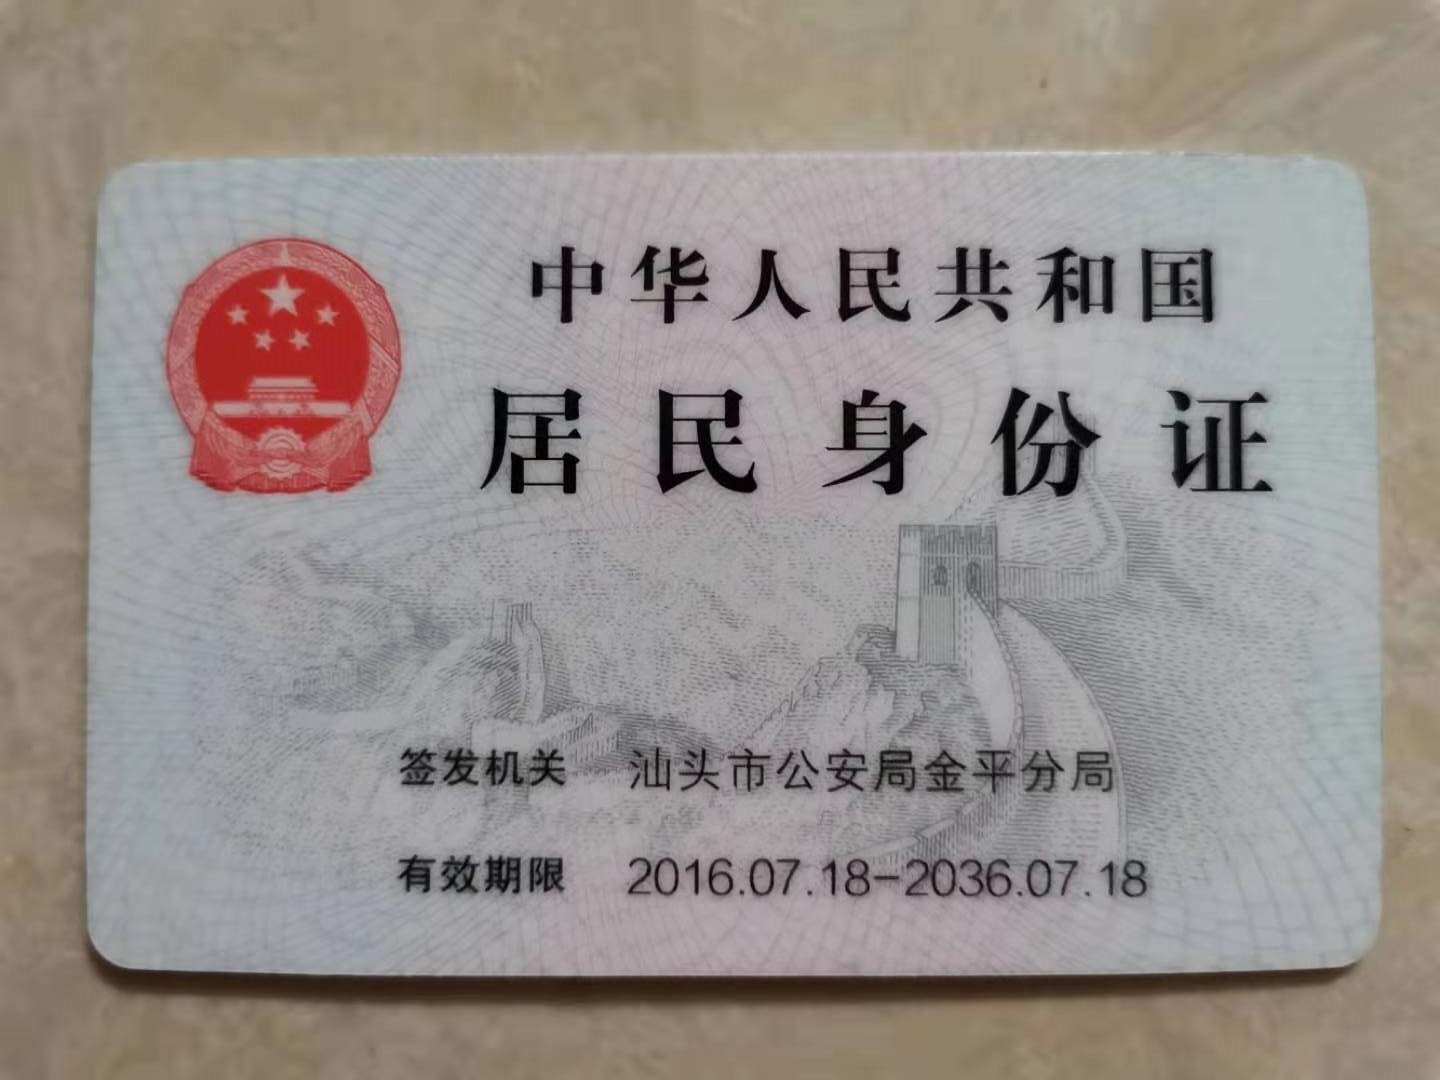 中华人民共和国
居民身份证
签发机关 汕头市公安局金平分局
有效期限 2016.07.18-2036.07.18